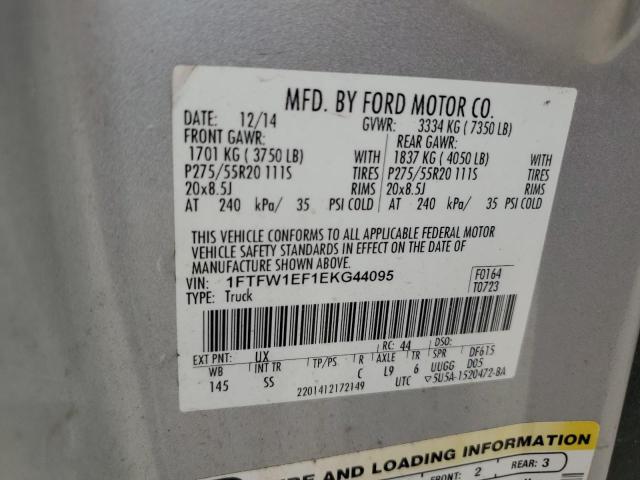 MFD. BY FORD MOTOR CO.
DATE: 12/14 GVWR: 3334 KG ( 7350 LB)
FRONT GAWR: REAR GAWR:
1701 KG ( 3750 LB) WITH 1837 KG ( 4050 LB) WITH
P275/55R20 111S TIRES P275/55R20 111S TIRES
20x8.5J RIMS 20x8.5J RIMS
AT 240 kPa/ 35 PSI COLD AT 240 kPa/ 35 PSI COLD
THIS VEHICLE CONFORMS TO ALL APPLICABLE FEDERAL MOTOR
VEHICLE SAFETY STANDARDS IN EFFECT ON THE DATE OF
MANUFACTURE SHOWN ABOVE.
VIN: 1FTFW1EF1EKG44095 F0164
TYPE: Truck T0723
EXT PNT: UX RC: 44 DSO:
WB INT TR TP/PS R AXLE TR SPR DF615
145 SS C L9 6 UUGG D05
2201412172149 UTC ▽5U5A-1520472-BA
AND LOADING INFORMATION
FRONT: 2 REAR: 3